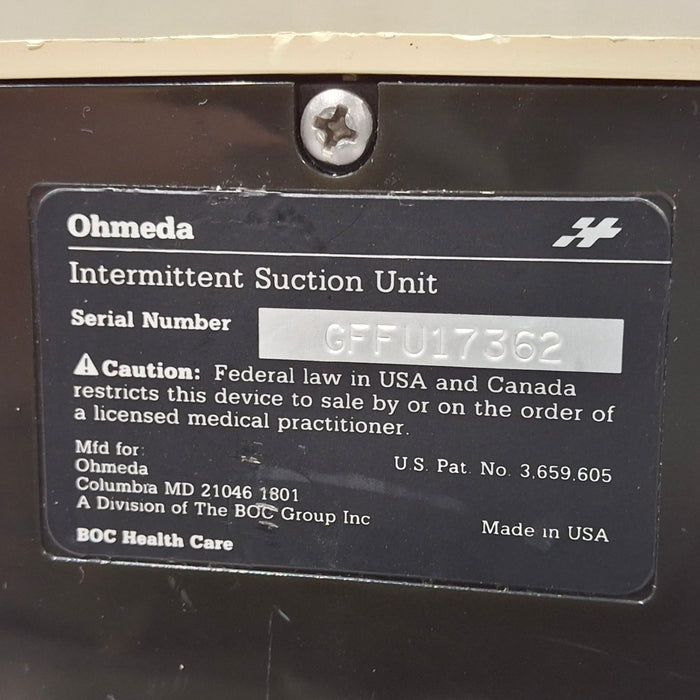 Ohmeda
Intermittent Suction Unit
Serial Number GFFU17362
⚠ Caution: Federal law in USA and Canada
restricts this device to sale by or on the order of
a licensed medical practitioner.
Mfd for:
Ohmeda
Columbia MD 21046 1801
A Division of The BOC Group Inc
BOC Health Care
U.S. Pat. No. 3,659.605
Made in USA